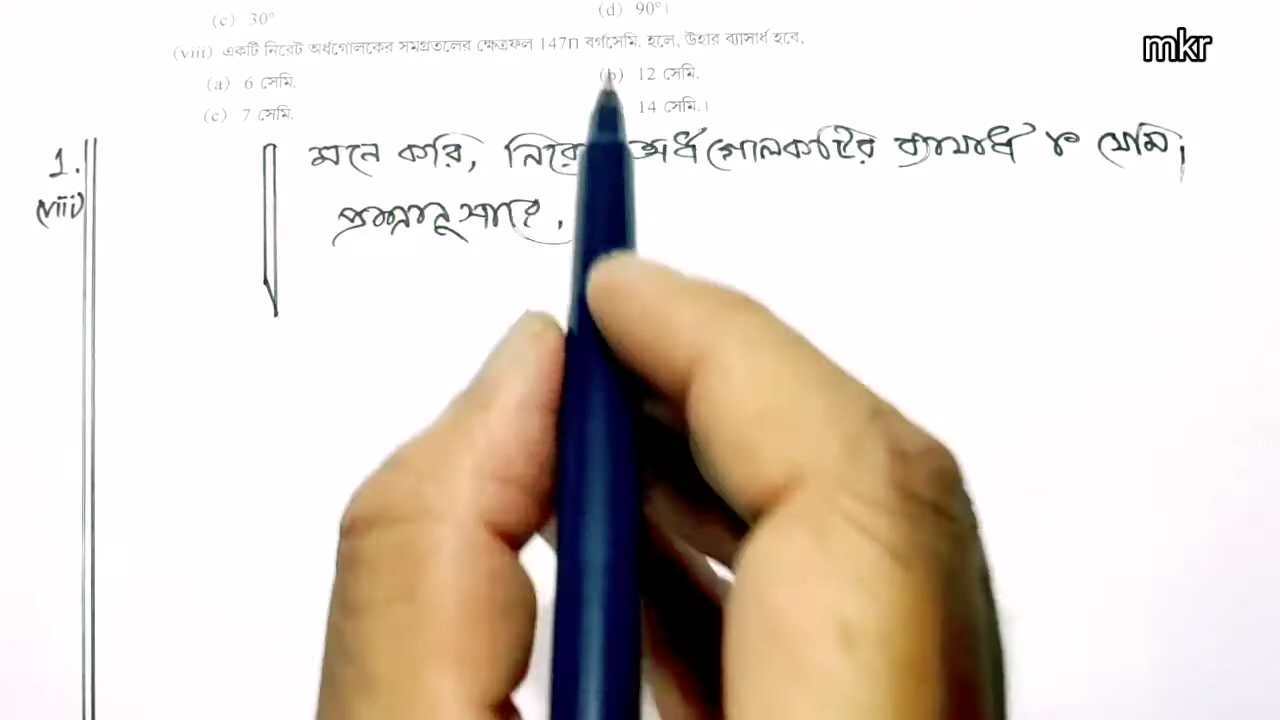 (c) 30° (d) 90°।
mkr
(viii) একটি নিরেট অর্ধগোলকের সমগ্রতলের ক্ষেত্রফল 147π বর্গসেমি. হলে, উহার ব্যাসার্ধ হবে,
(a) 6 সেমি. (b) 12 সেমি.
(c) 7 সেমি. 14 সেমি.।
1. মনে করি, অর্ধগোলকটির ব্যাসার্ধ r সেমি।
(viii) প্রশ্নানুসারে,